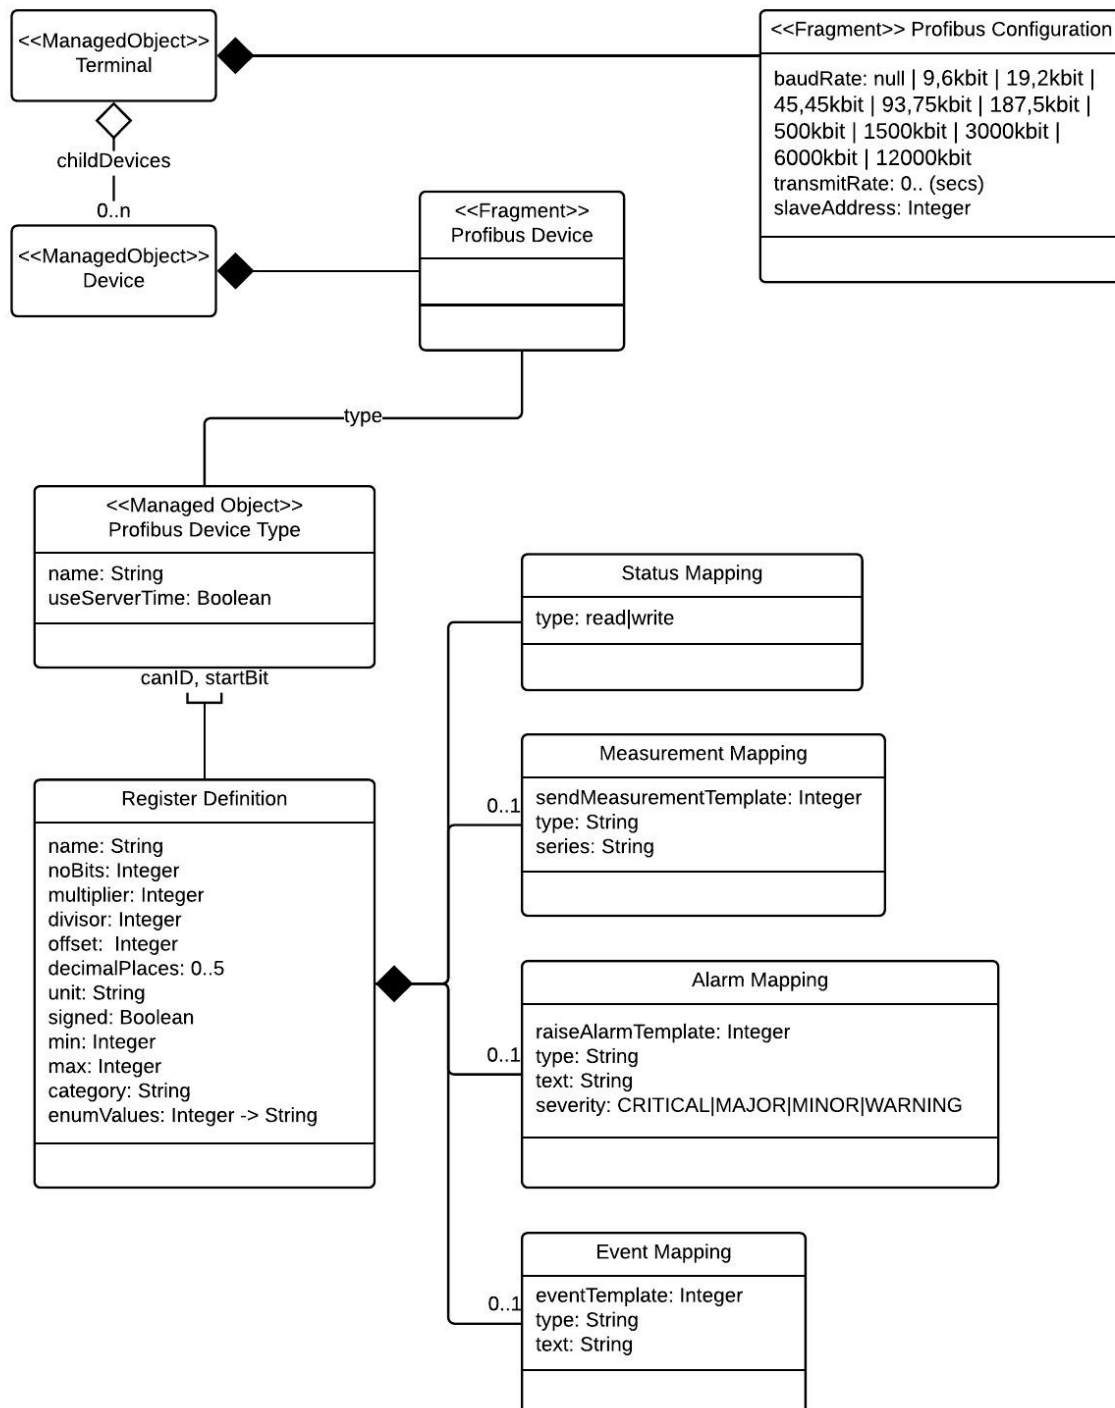 <<ManagedObject>>
Terminal
<<Fragment>> Profibus Configuration
baudRate: null | 9,6kbit | 19,2kbit |
45,45kbit | 93,75kbit | 187,5kbit |
500kbit | 1500kbit | 3000kbit |
6000kbit | 12000kbit
transmitRate: 0.. (secs)
slaveAddress: Integer
childDevices
0..n
<<ManagedObject>>
Device
<<Fragment>>
Profibus Device
type
<<Managed Object>>
Profibus Device Type
name: String
useServerTime: Boolean
canID, startBit
Register Definition
name: String
noBits: Integer
multiplier: Integer
divisor: Integer
offset:  Integer
decimalPlaces: 0..5
unit: String
signed: Boolean
min: Integer
max: Integer
category: String
enumValues: Integer -> String
Status Mapping
type: read|write
0..1
Measurement Mapping
sendMeasurementTemplate: Integer
type: String
series: String
0..1
Alarm Mapping
raiseAlarmTemplate: Integer
type: String
text: String
severity: CRITICAL|MAJOR|MINOR|WARNING
0..1
Event Mapping
eventTemplate: Integer
type: String
text: String